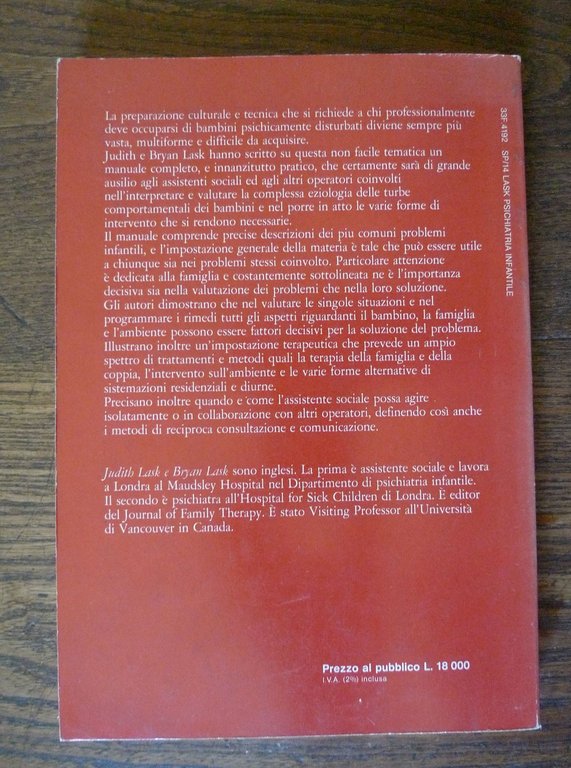 La preparazione culturale e tecnica che si richiede a chi professionalmente
deve occuparsi di bambini psichicamente disturbati diviene sempre più
vasta, multiforme e difficile da acquisire.
Judith e Bryan Lask hanno scritto su questa non facile tematica un
manuale completo, e innanzitutto pratico, che certamente sarà di grande
ausilio agli assistenti sociali ed agli altri operatori coinvolti
nell'interpretare e valutare la complessa eziologia delle turbe
comportamentali dei bambini e nel porre in atto le varie forme di
intervento che si rendono necessarie.
Il manuale comprende precise descrizioni dei piu comuni problemi
infantili, e l'impostazione generale della materia è tale che può essere utile
a chiunque sia nei problemi stessi coinvolto. Particolare attenzione
è dedicata alla famiglia e costantemente sottolineata ne è l'importanza
decisiva sia nella valutazione dei problemi che nella loro soluzione.
Gli autori dimostrano che nel valutare le singole situazioni e nel
programmare i rimedi tutti gli aspetti riguardanti il bambino, la famiglia
e l'ambiente possono essere fattori decisivi per la soluzione del problema.
Illustrano inoltre un'impostazione terapeutica che prevede un ampio
spettro di trattamenti e metodi quali la terapia della famiglia e della
coppia, l'intervento sull'ambiente e le varie forme alternative di
sistemazioni residenziali e diurne.
Precisano inoltre quando e come l'assistente sociale possa agire
isolatamente o in collaborazione con altri operatori, definendo così anche
i metodi di reciproca consultazione e comunicazione.
Judith Lask e Bryan Lask sono inglesi. La prima è assistente sociale e lavora
a Londra al Maudsley Hospital nel Dipartimento di psichiatria infantile.
Il secondo è psichiatra all'Hospital for Sick Children di Londra. È editor
del Journal of Family Therapy. È stato Visiting Professor all'Università
di Vancouver in Canada.
Prezzo al pubblico L. 18 000
I.V.A. (2%) inclusa
33F 4192 SP/114 LASK PSICHIATRIA INFANTILE